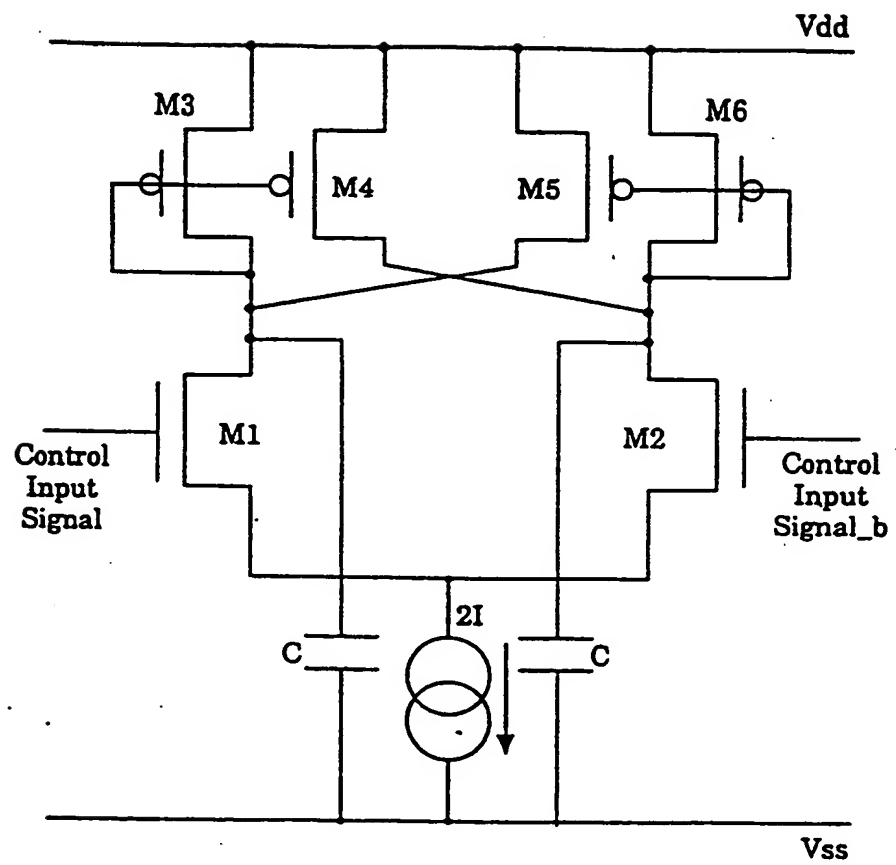 Vdd
M3
M6
M4
M5
M1
M2
Control
Input
Signal
Control
Input
Signal_b
2I
C
C
Vss